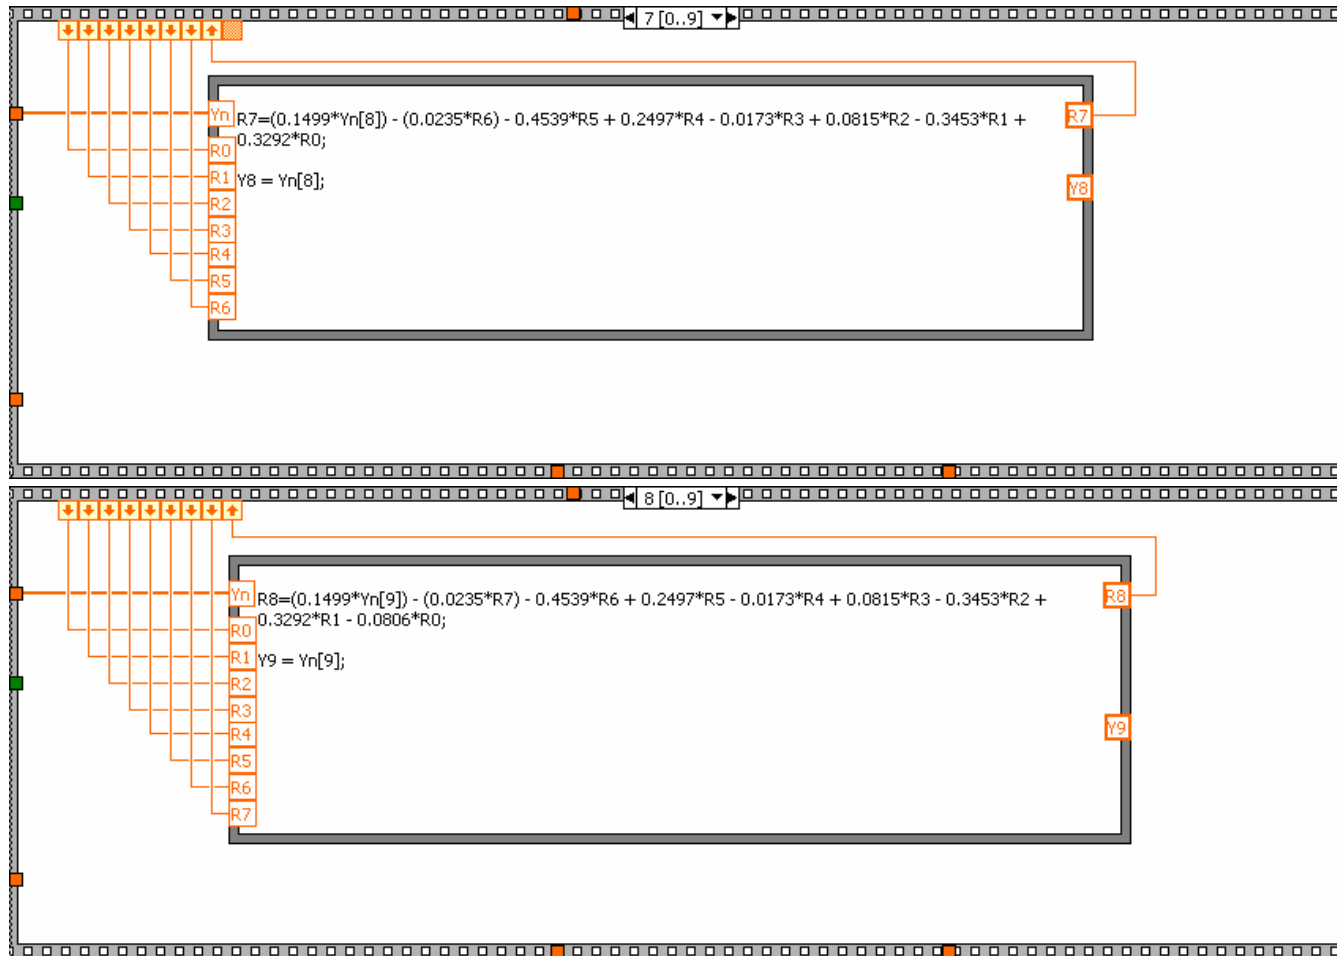 7 [0..9]
Yn
R7=(0.1499*Yn[8]) - (0.0235*R6) - 0.4539*R5 + 0.2497*R4 - 0.0173*R3 + 0.0815*R2 - 0.3453*R1 +
R7
0.3292*R0;
R0
R1
Y8 = Yn[8];
Y8
R2
R3
R4
R5
R6
8 [0..9]
Yn
R8=(0.1499*Yn[9]) - (0.0235*R7) - 0.4539*R6 + 0.2497*R5 - 0.0173*R4 + 0.0815*R3 - 0.3453*R2 +
R8
0.3292*R1 - 0.0806*R0;
R0
R1
Y9 = Yn[9];
R2
R3
Y9
R4
R5
R6
R7